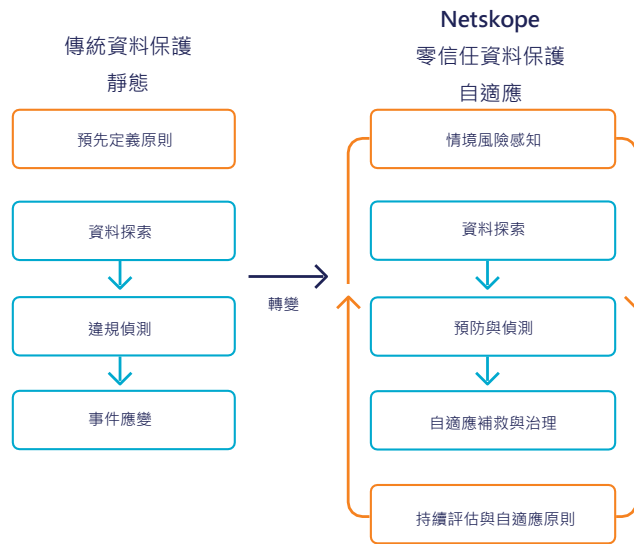 傳統資料保護
靜態
預先定義原則
資料探索
違規偵測
事件應變
轉變
Netskope
零信任資料保護
自適應
情境風險感知
資料探索
預防與偵測
自適應補救與治理
持續評估與自適應原則